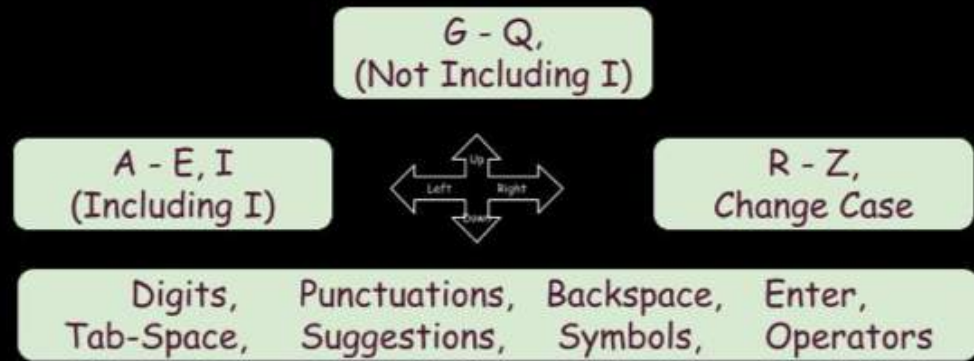 G - Q,
(Not Including I)
A - E, I
(Including I)
Up
Left Right
Down
R - Z,
Change Case
Digits, Punctuations, Backspace, Enter,
Tab-Space, Suggestions, Symbols, Operators